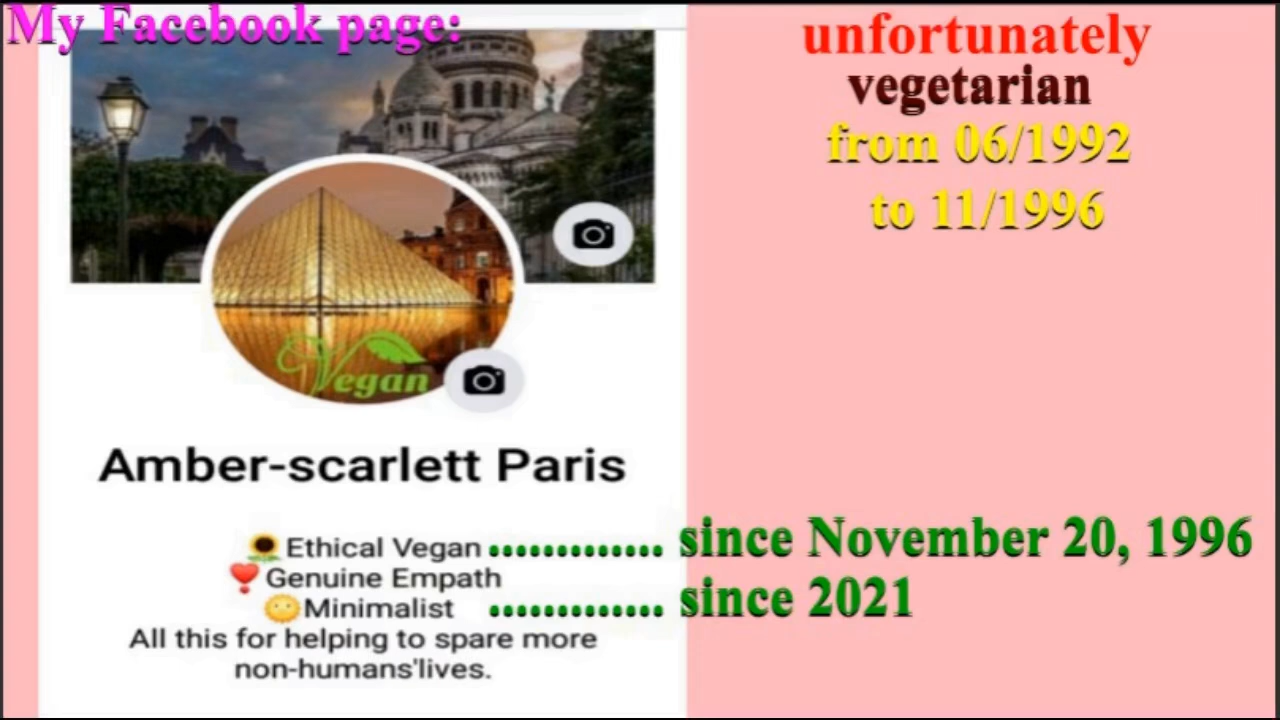 My Facebook page:
unfortunately
vegetarian
from 06/1992
to 11/1996
Vegan
Amber-scarlett Paris
🌻Ethical Vegan ............. since November 20, 1996
❣️Genuine Empath
🌝Minimalist ............. since 2021
All this for helping to spare more
non-humans'lives.